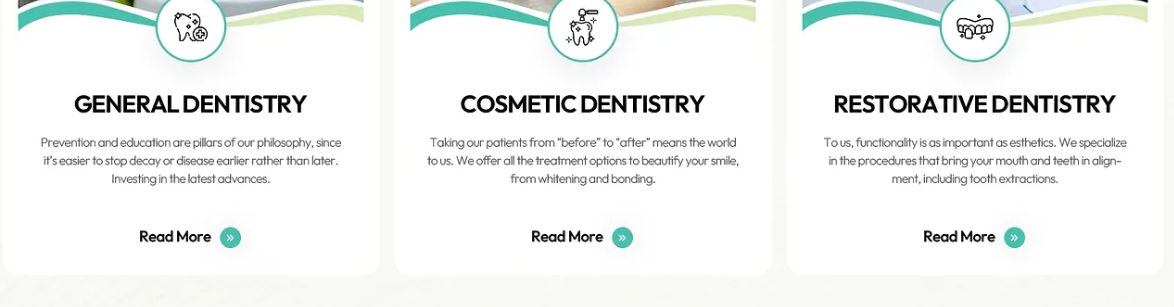 GENERAL DENTISTRY
Prevention and education are pillars of our philosophy, since
it's easier to stop decay or disease earlier rather than later.
Investing in the latest advances.
Read More
COSMETIC DENTISTRY
Taking our patients from “before” to “after” means the world
to us. We offer all the treatment options to beautify your smile,
from whitening and bonding.
Read More
RESTORATIVE DENTISTRY
To us, functionality is as important as esthetics. We specialize
in the procedures that bring your mouth and teeth in align-
ment, including tooth extractions.
Read More